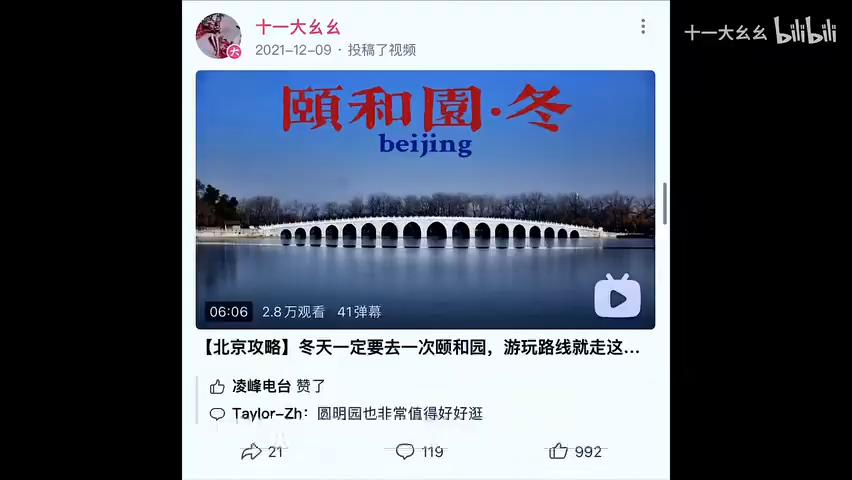 十一大幺幺
大
2021-12-09 · 投稿了视频
十一大幺幺 bilibili
頤和園·冬
beijing
06:06 2.8万观看 41弹幕
【北京攻略】冬天一定要去一次颐和园，游玩路线就走这...
凌峰电台 赞了
Taylor-Zh：圆明园也非常值得好好逛
21 119 992